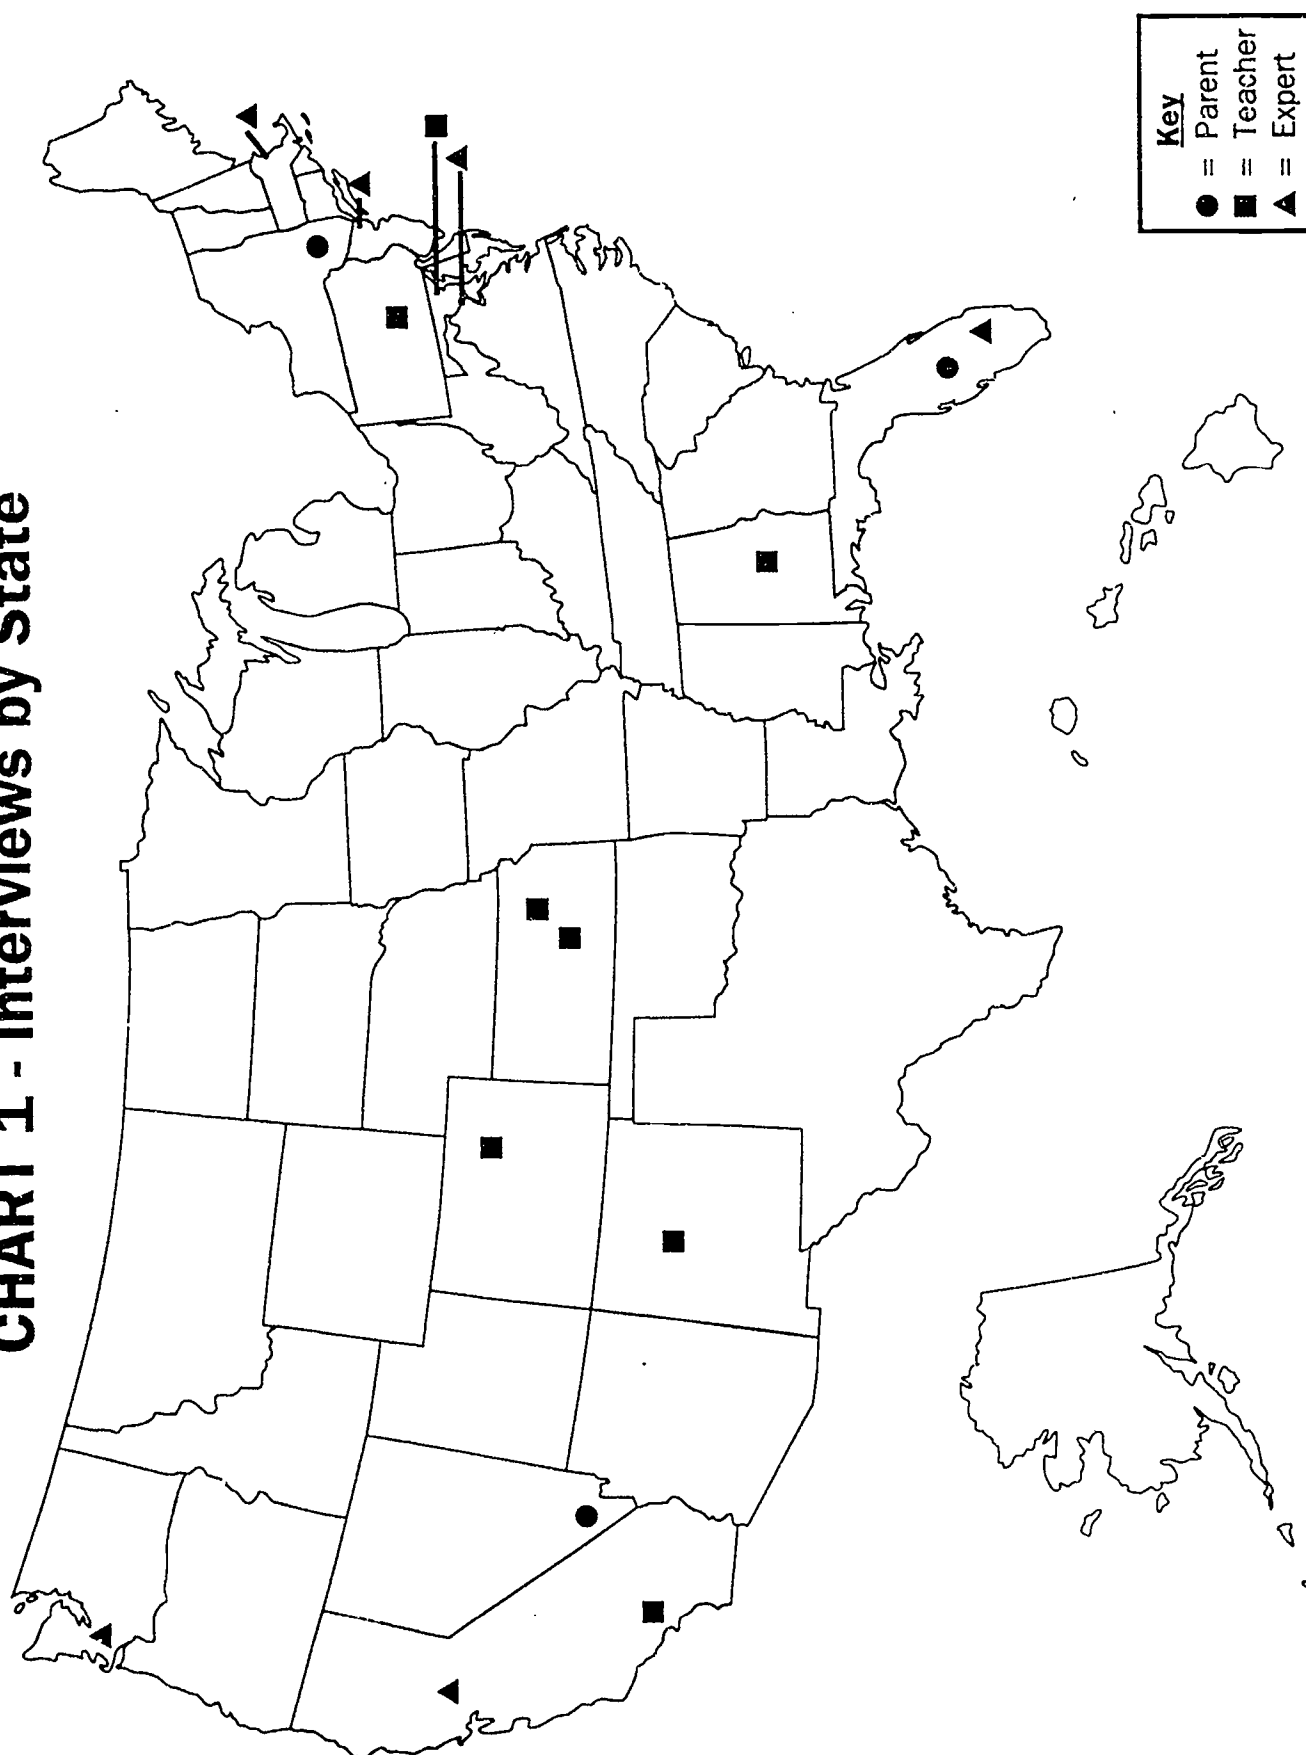 CHART 1 - Interviews by State
Key
● = Parent
■ = Teacher
▲ = Expert